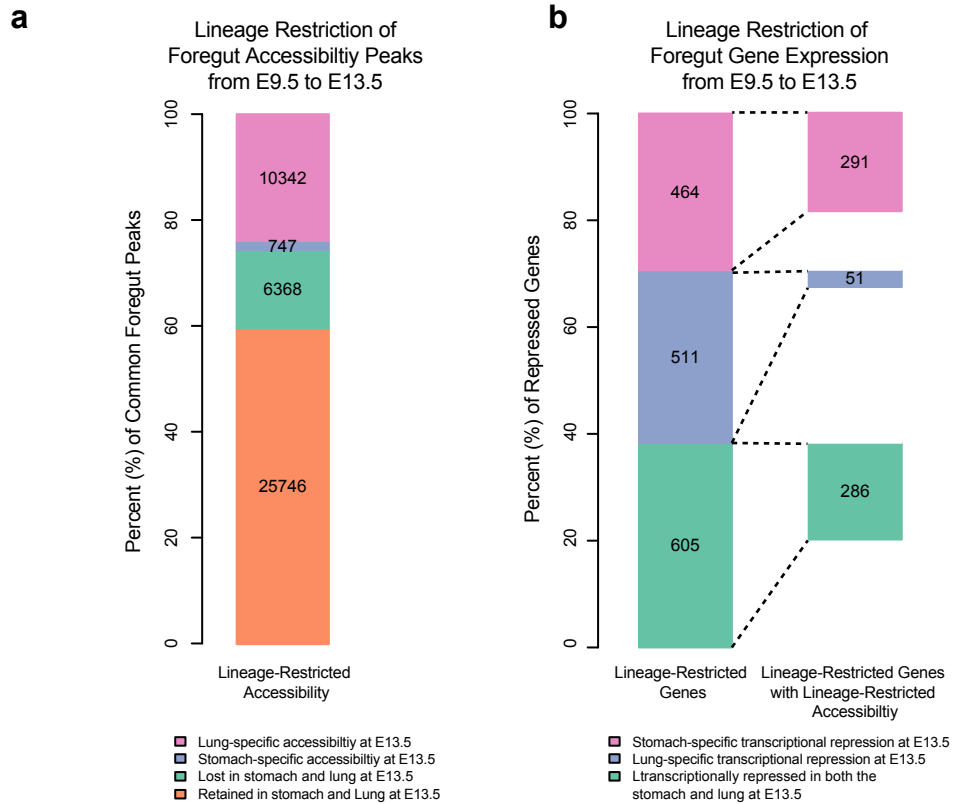 a
Lineage Restriction of
Foregut Accessibiltiy Peaks
from E9.5 to E13.5
Percent (%) of Common Foregut Peaks
100
80
60
40
20
0
10342
747
6368
25746
Lineage-Restricted
Accessibility
Lung-specific accessibiltiy at E13.5
Stomach-specific accessibiltiy at E13.5
Lost in stomach and lung at E13.5
Retained in stomach and Lung at E13.5
b
Lineage Restriction of
Foregut Gene Expression
from E9.5 to E13.5
Percent (%) of Repressed Genes
100
80
60
40
20
0
464
511
605
291
51
286
Lineage-Restricted
Genes
Lineage-Restricted Genes
with Lineage-Restricted
Accessibiltiy
Stomach-specific transcriptional repression at E13.5
Lung-specific transcriptional repression at E13.5
Ltranscriptionally repressed in both the
stomach and lung at E13.5